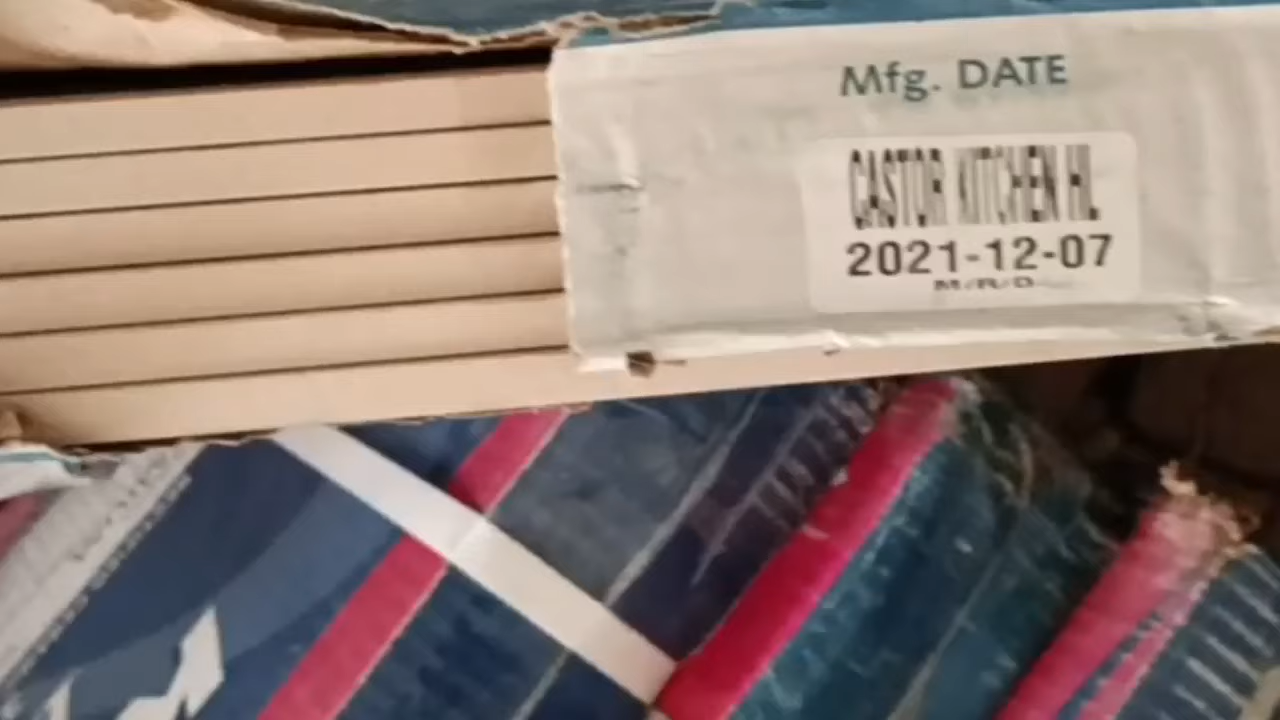 Mfg. DATE
CASTOR KITCHEN HL
2021-12-07
M/R/D